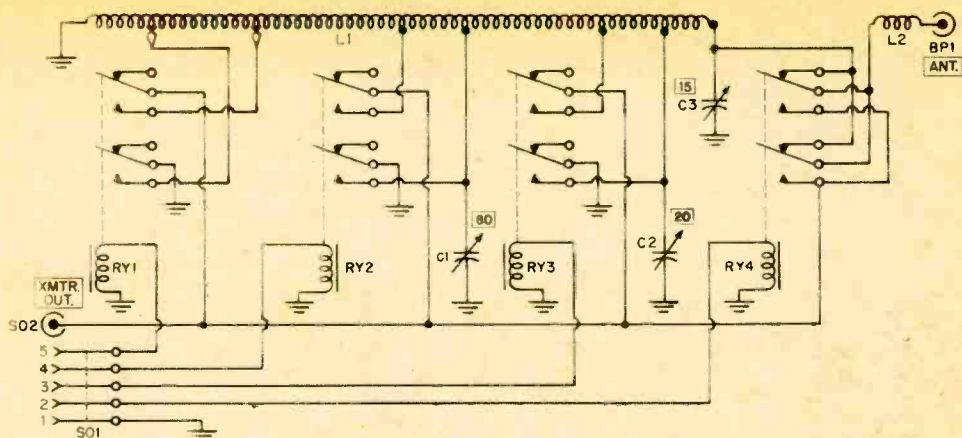 L1
L2
BP1
ANT.
15
C3
80
20
C1
C2
RY1
RY2
RY3
RY4
XMTR.
OUT.
SO2
5
4
3
2
1
SO1